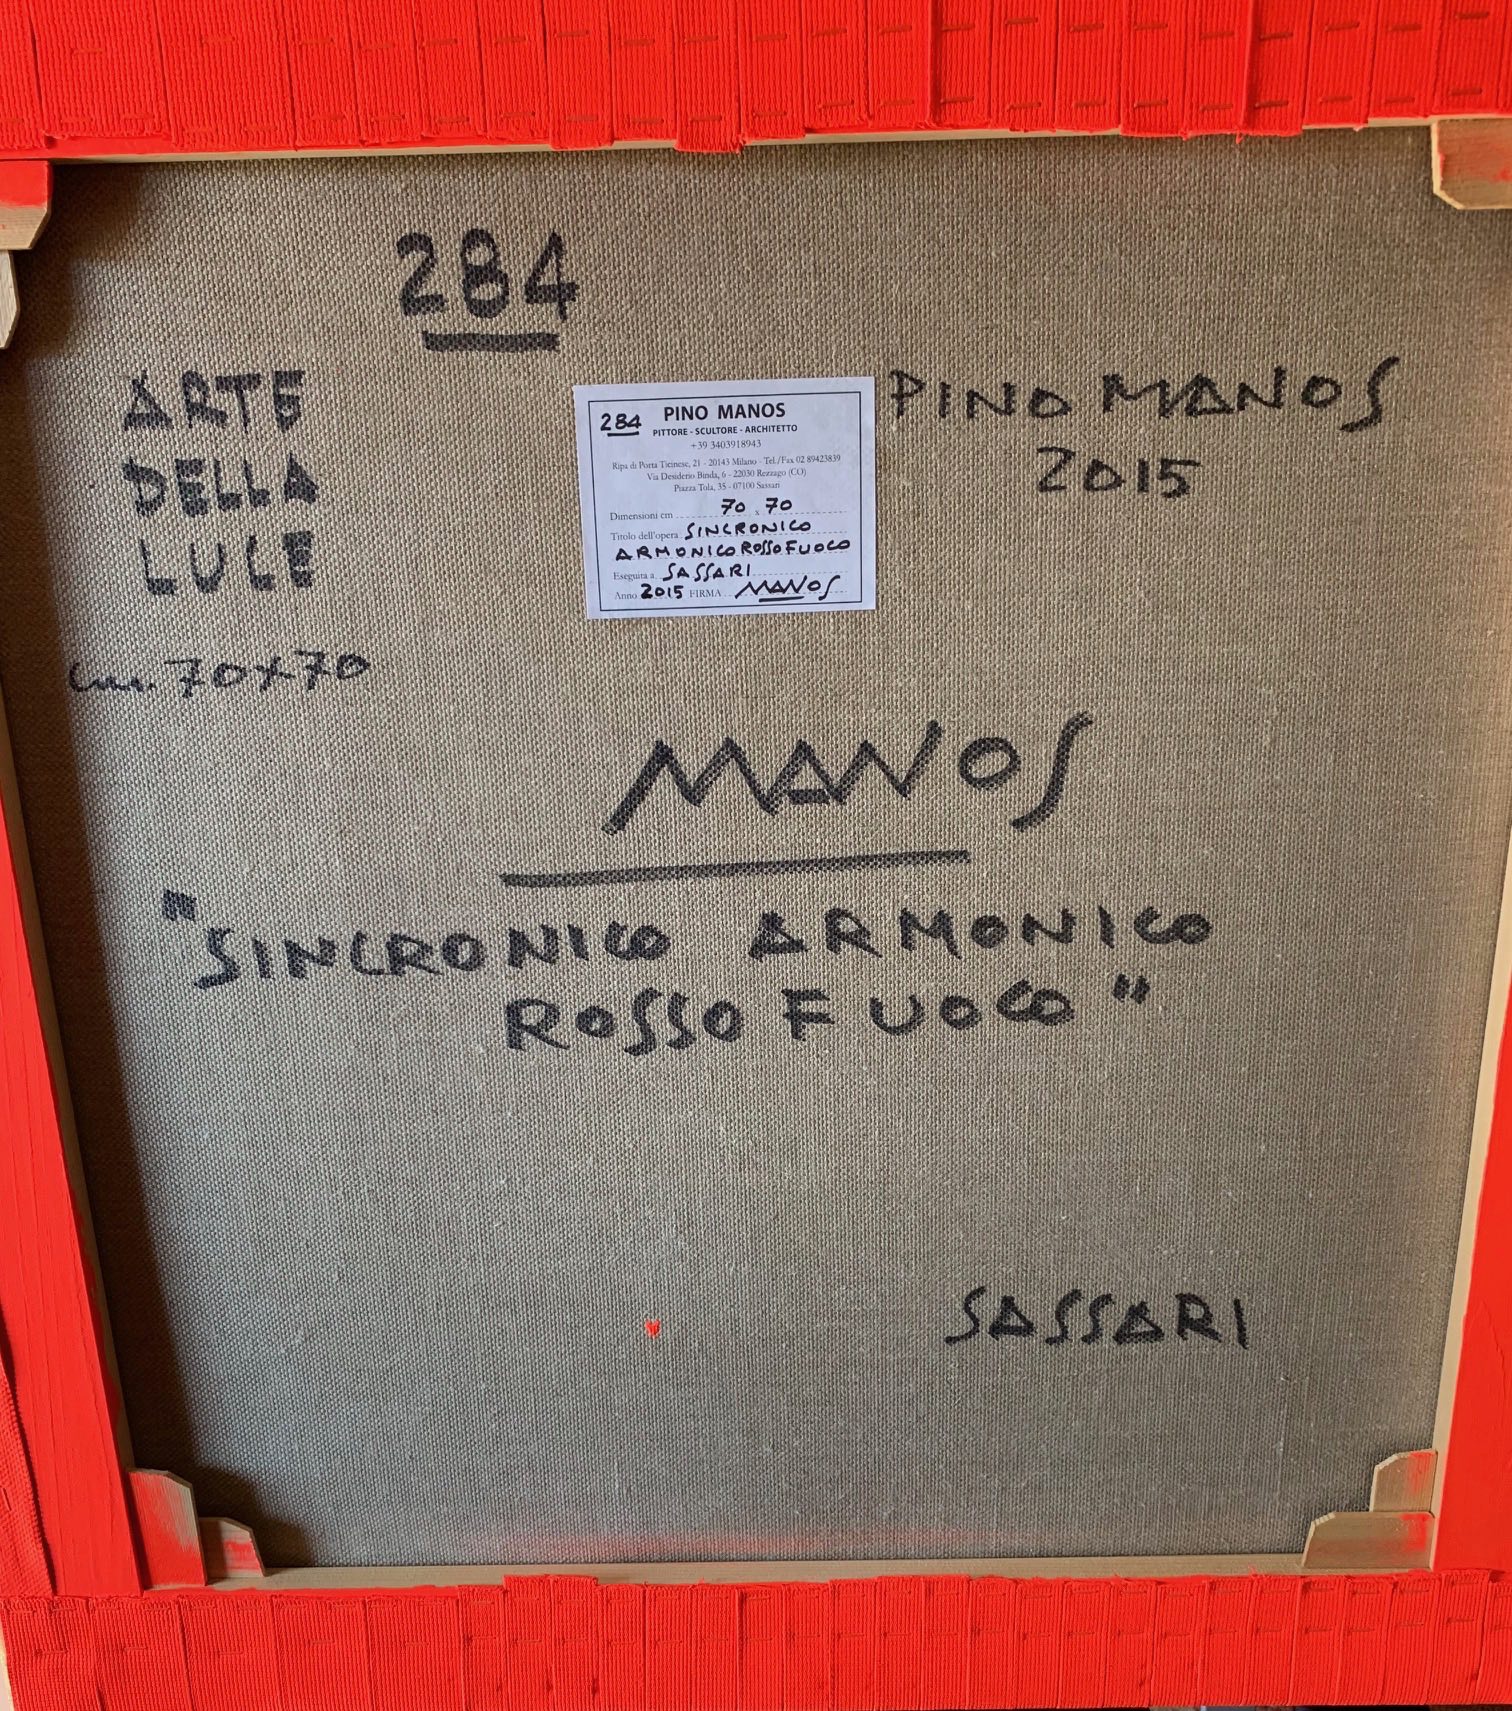 284
ARTE
DELLA
LUCE
cm. 70x70
284 PINO MANOS
PITTORE - SCULTORE - ARCHITETTO
+39 3403918943
Ripa di Porta Ticinese, 21 - 20143 Milano - Tel./Fax 02 89423839
Via Desiderio Binda, 6 - 22030 Rezzago (CO)
Piazza Tola, 35 - 07100 Sassari
Dimensioni cm 70 x 70
Titolo dell'opera SINCRONICO
ARMONICO ROSSO FUOCO
Eseguita a SASSARI
Anno 2015 FIRMA MANOS
PINO MANOS
2015
MANOS
"SINCRONICO ARMONICO
ROSSO FUOCO"
SASSARI